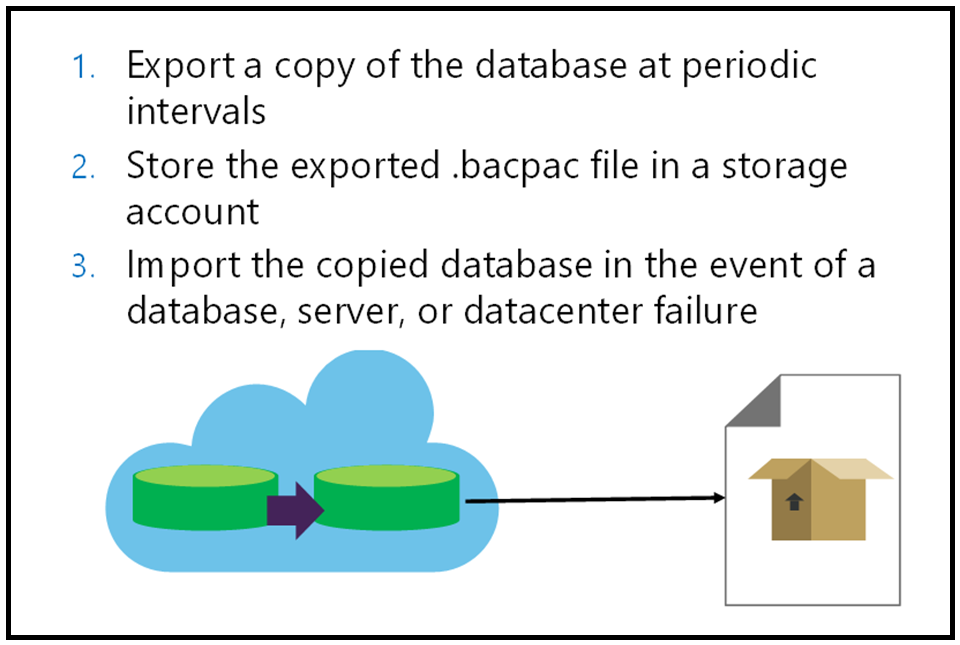 1. Export a copy of the database at periodic
intervals
2. Store the exported .bacpac file in a storage
account
3. Import the copied database in the event of a
database, server, or datacenter failure